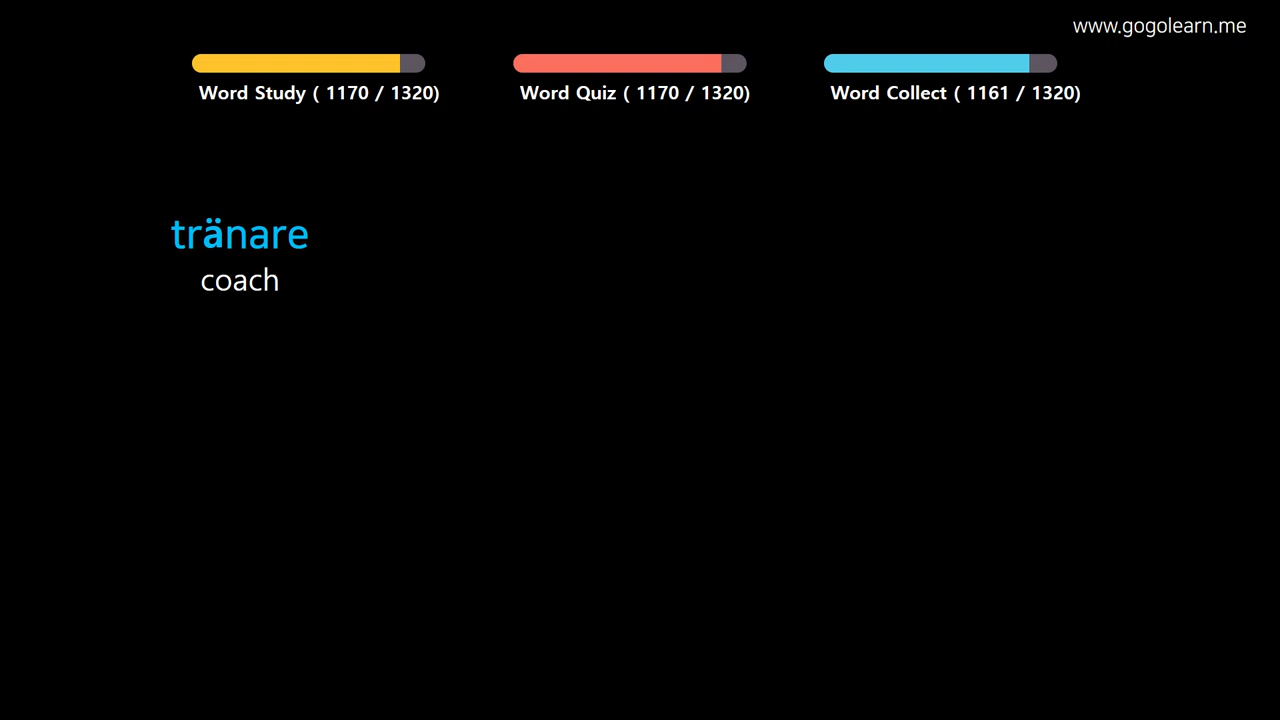 www.gogolearn.me
Word Study ( 1170 / 1320)
Word Quiz ( 1170 / 1320)
Word Collect ( 1161 / 1320)
tränare
coach